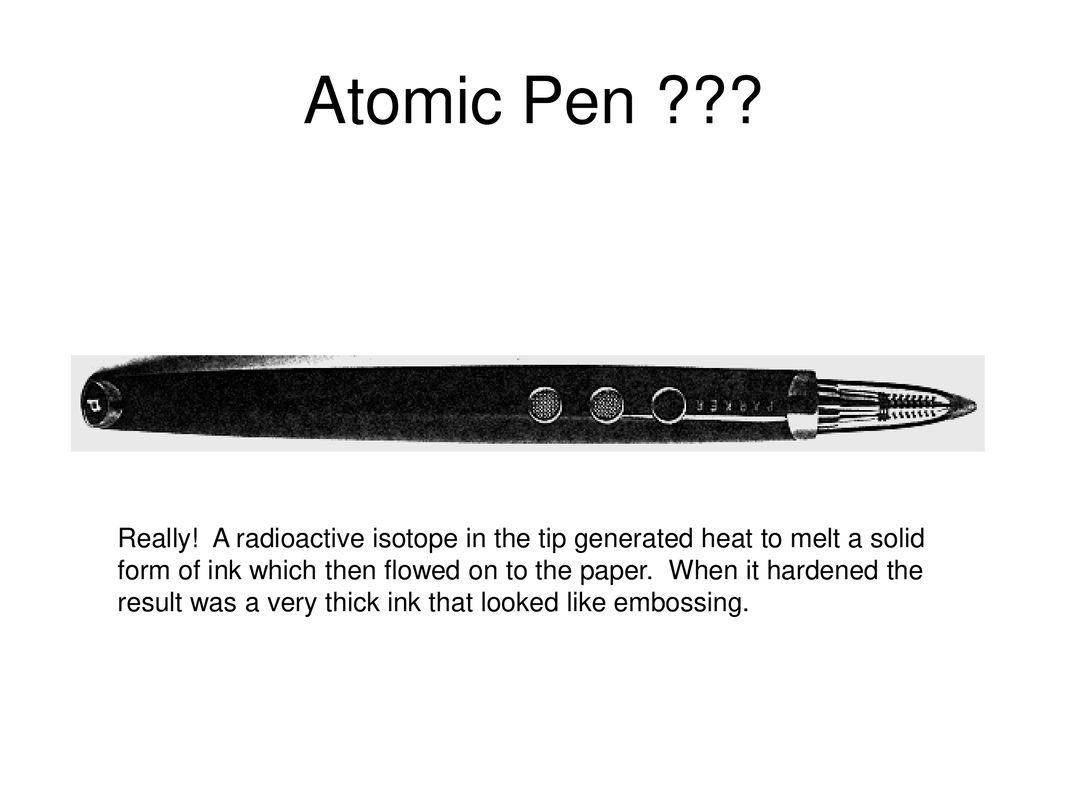 Atomic Pen ???
P
PARKER
Really!  A radioactive isotope in the tip generated heat to melt a solid
form of ink which then flowed on to the paper.  When it hardened the
result was a very thick ink that looked like embossing.